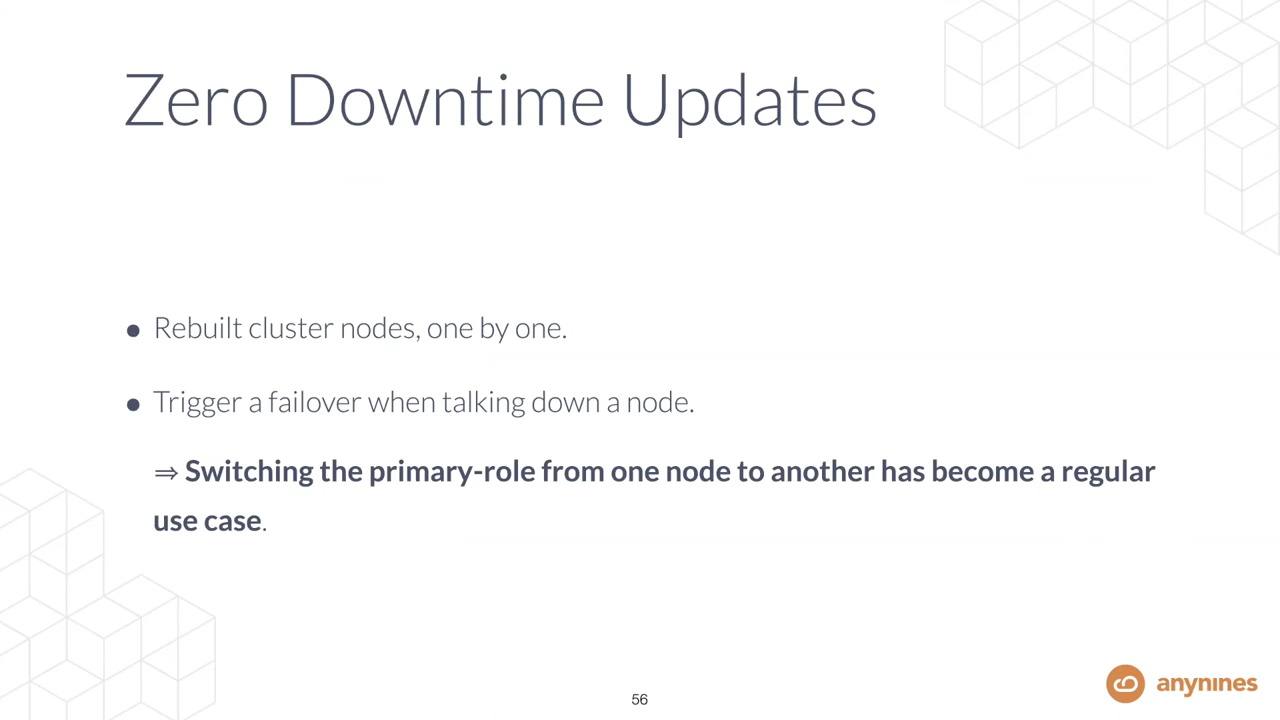 Zero Downtime Updates
● Rebuilt cluster nodes, one by one.
● Trigger a failover when talking down a node.
⇒ Switching the primary-role from one node to another has become a regular
use case.
56
anynines